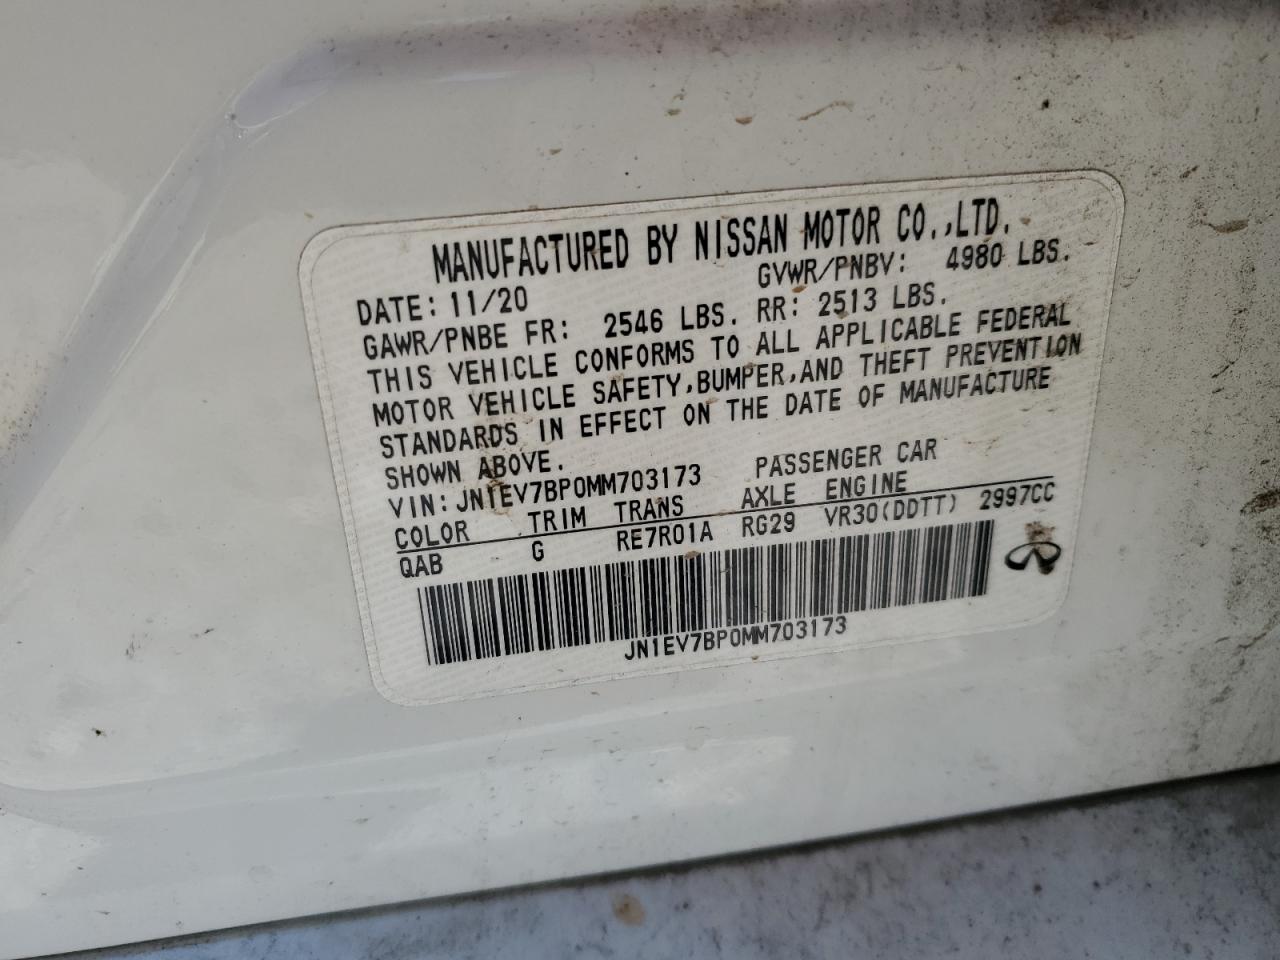 MANUFACTURED BY NISSAN MOTOR CO.,LTD.
DATE: 11/20 GVWR/PNBV: 4980 LBS.
GAWR/PNBE FR: 2546 LBS. RR: 2513 LBS.
THIS VEHICLE CONFORMS TO ALL APPLICABLE FEDERAL
MOTOR VEHICLE SAFETY,BUMPER,AND THEFT PREVENTION
STANDARDS IN EFFECT ON THE DATE OF MANUFACTURE
SHOWN ABOVE.
VIN: JN1EV7BP0MM703173 PASSENGER CAR
COLOR TRIM TRANS AXLE ENGINE
QAB G RE7R01A RG29 VR30(DDTT) 2997CC
JN1EV7BP0MM703173